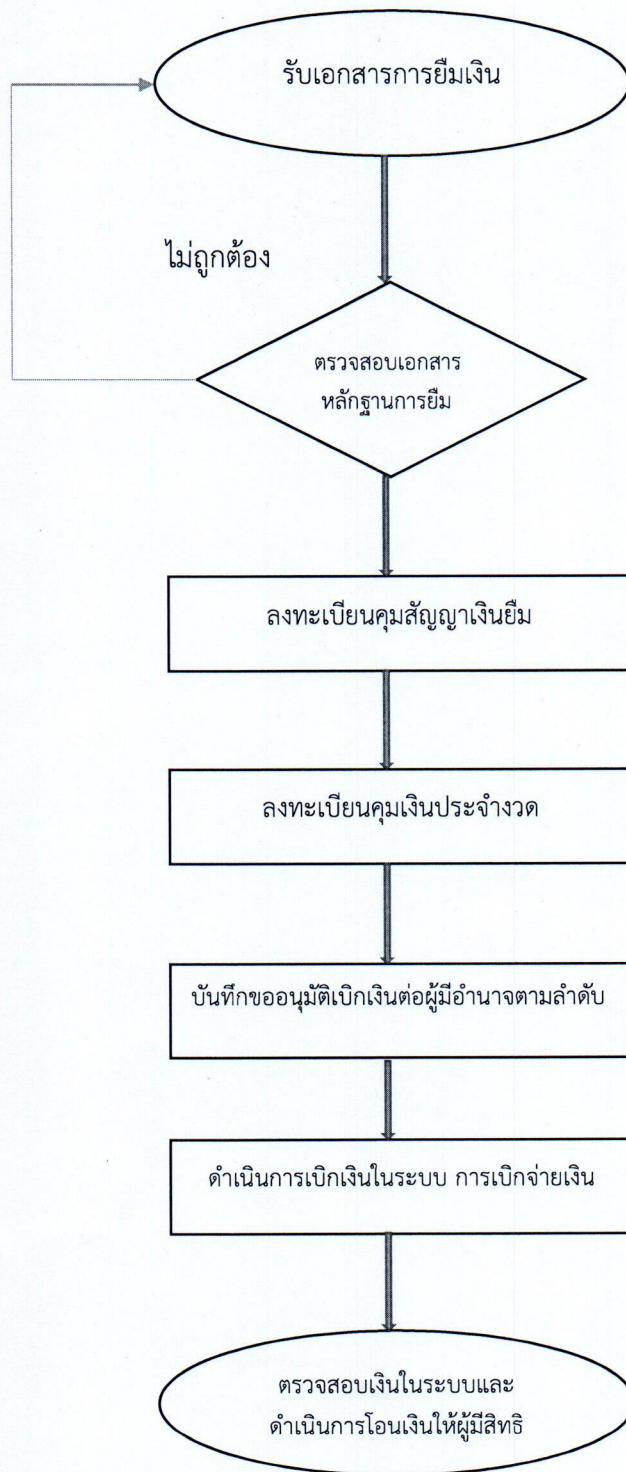 รับเอกสารการยืมเงิน
ไม่ถูกต้อง
ตรวจสอบเอกสาร
หลักฐานการยืม
ลงทะเบียนคุมสัญญาเงินยืม
ลงทะเบียนคุมเงินประจำงวด
บันทึกขออนุมัติเบิกเงินต่อผู้มีอำนาจตามลำดับ
ดำเนินการเบิกเงินในระบบ การเบิกจ่ายเงิน
ตรวจสอบเงินในระบบและ
ดำเนินการโอนเงินให้ผู้มีสิทธิ